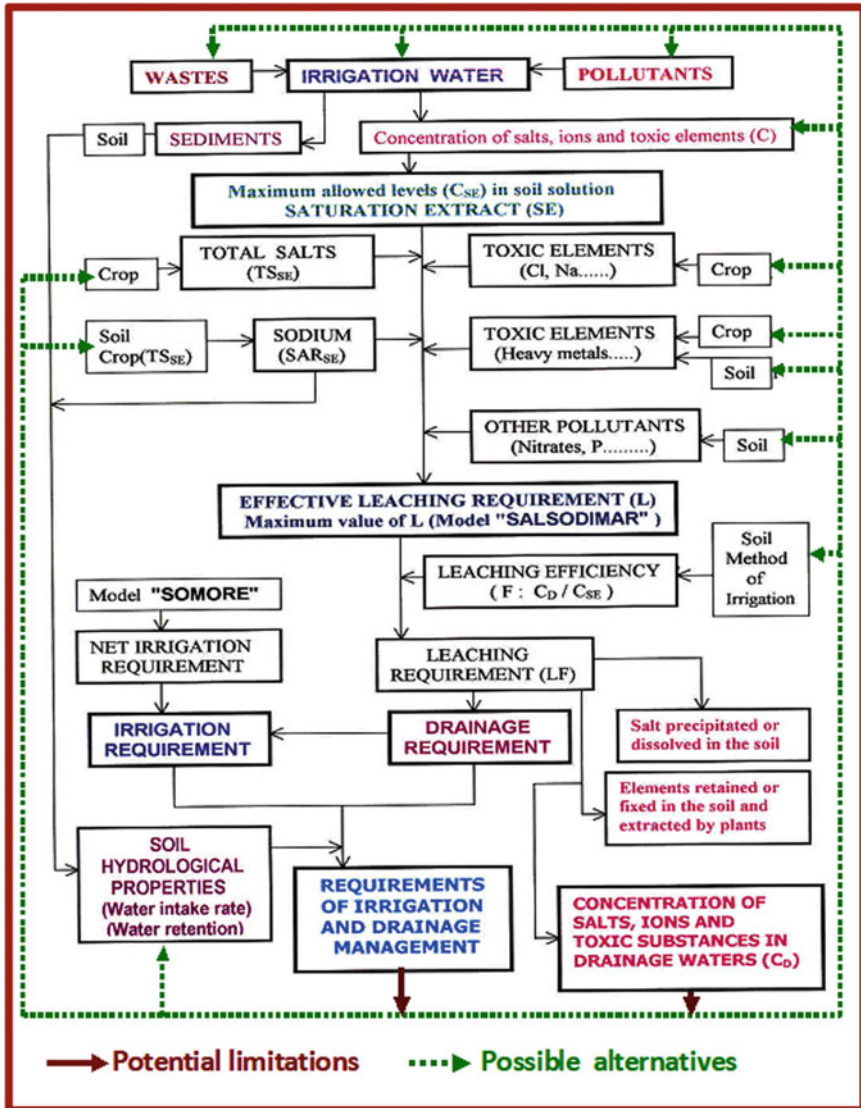 WASTES
IRRIGATION WATER
POLLUTANTS
Soil
SEDIMENTS
Concentration of salts, ions and toxic elements (C)
Maximum allowed levels (CSE) in soil solution
SATURATION EXTRACT (SE)
Crop
TOTAL SALTS
(TSSE)
TOXIC ELEMENTS
(Cl, Na......)
Crop
Soil
Crop(TSSE)
SODIUM
(SARSE)
TOXIC ELEMENTS
(Heavy metals.....)
Crop
Soil
OTHER POLLUTANTS
(Nitrates, P.........)
Soil
EFFECTIVE LEACHING REQUIREMENT (L)
Maximum value of L (Model "SALSODIMAR" )
LEACHING EFFICIENCY
( F : CD / CSE )
Soil
Method
of
Irrigation
Model "SOMORE"
NET IRRIGATION
REQUIREMENT
LEACHING
REQUIREMENT (LF)
IRRIGATION
REQUIREMENT
DRAINAGE
REQUIREMENT
Salt precipitated or
dissolved in the soil
Elements retained or
fixed in the soil and
extracted by plants
SOIL
HYDROLOGICAL
PROPERTIES
(Water intake rate)
(Water retention)
REQUIREMENTS
OF IRRIGATION
AND DRAINAGE
MANAGEMENT
CONCENTRATION OF
SALTS, IONS AND
TOXIC SUBSTANCES IN
DRAINAGE WATERS (CD)
Potential limitations
Possible alternatives